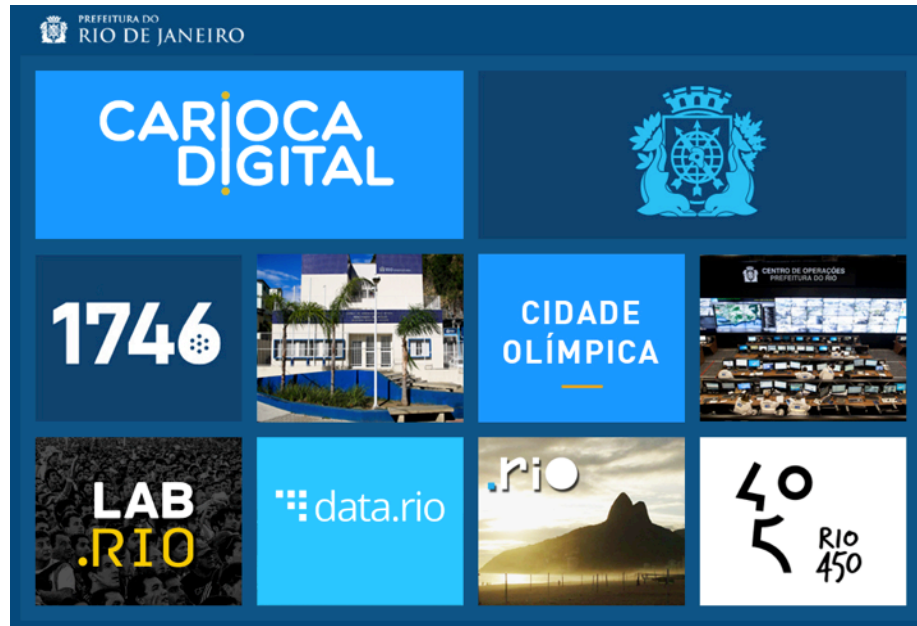 PREFEITURA DO
RIO DE JANEIRO
CARIOCA
DIGITAL
1746
CIDADE
OLÍMPICA
CENTRO DE OPERAÇÕES
PREFEITURA DO RIO
LAB
.RIO
data.rio
.rio
450
RIO
450